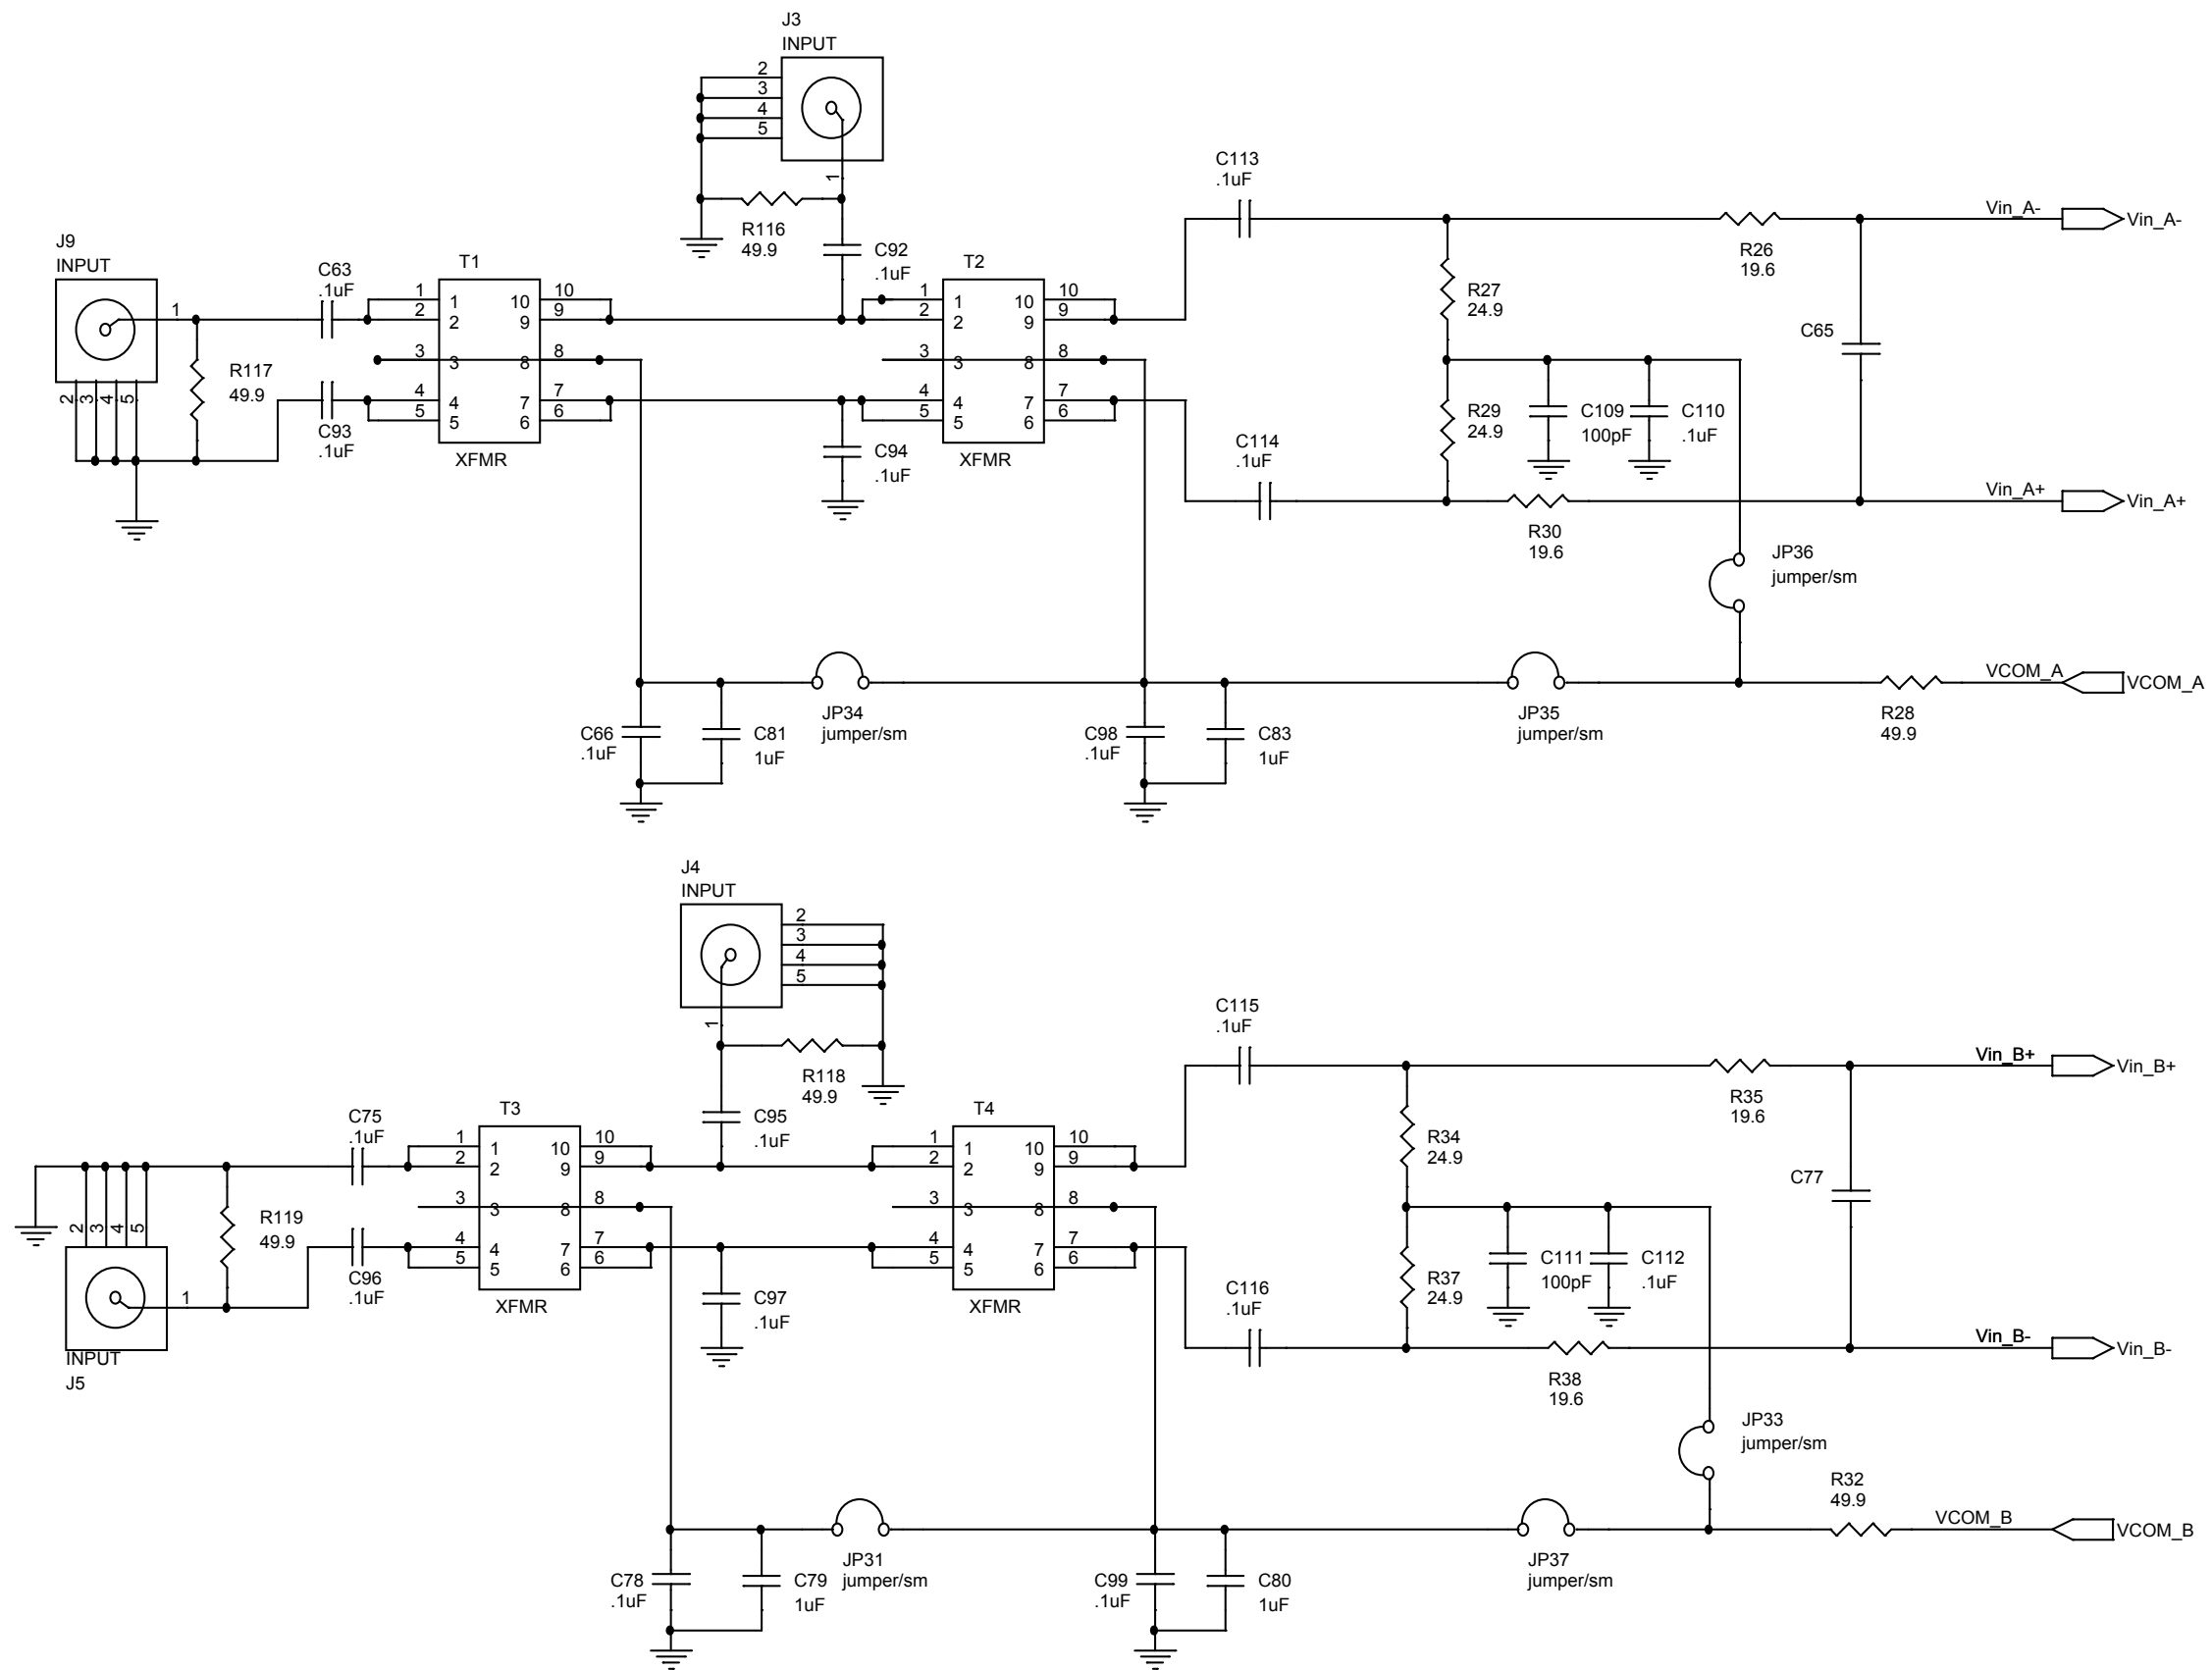 J3
INPUT
2
3
4
5
1
R116
49.9
C92
.1uF
J9
INPUT
1
2
3
4
5
R117
49.9
C63
.1uF
C93
.1uF
T1
1
2
3
4
5
1
2
3
4
5
10
9
8
7
6
10
9
8
7
6
XFMR
C94
.1uF
T2
1
2
3
4
5
1
2
3
4
5
10
9
8
7
6
10
9
8
7
6
XFMR
C113
.1uF
C114
.1uF
R27
24.9
R29
24.9
C109
100pF
C110
.1uF
R26
19.6
R30
19.6
C65
Vin_A-
Vin_A-
Vin_A+
Vin_A+
JP36
jumper/sm
C66
.1uF
C81
1uF
JP34
jumper/sm
C98
.1uF
C83
1uF
JP35
jumper/sm
R28
49.9
VCOM_A
VCOM_A
J4
INPUT
2
3
4
5
1
R118
49.9
C95
.1uF
2
3
4
5
1
INPUT
J5
R119
49.9
C75
.1uF
C96
.1uF
T3
1
2
3
4
5
1
2
3
4
5
10
9
8
7
6
10
9
8
7
6
XFMR
C97
.1uF
T4
1
2
3
4
5
1
2
3
4
5
10
9
8
7
6
10
9
8
7
6
XFMR
C115
.1uF
C116
.1uF
R34
24.9
R37
24.9
C111
100pF
C112
.1uF
R35
19.6
R38
19.6
C77
Vin_B+
Vin_B+
Vin_B-
Vin_B-
JP33
jumper/sm
C78
.1uF
C79
1uF
JP31
jumper/sm
C99
.1uF
C80
1uF
JP37
jumper/sm
R32
49.9
VCOM_B
VCOM_B